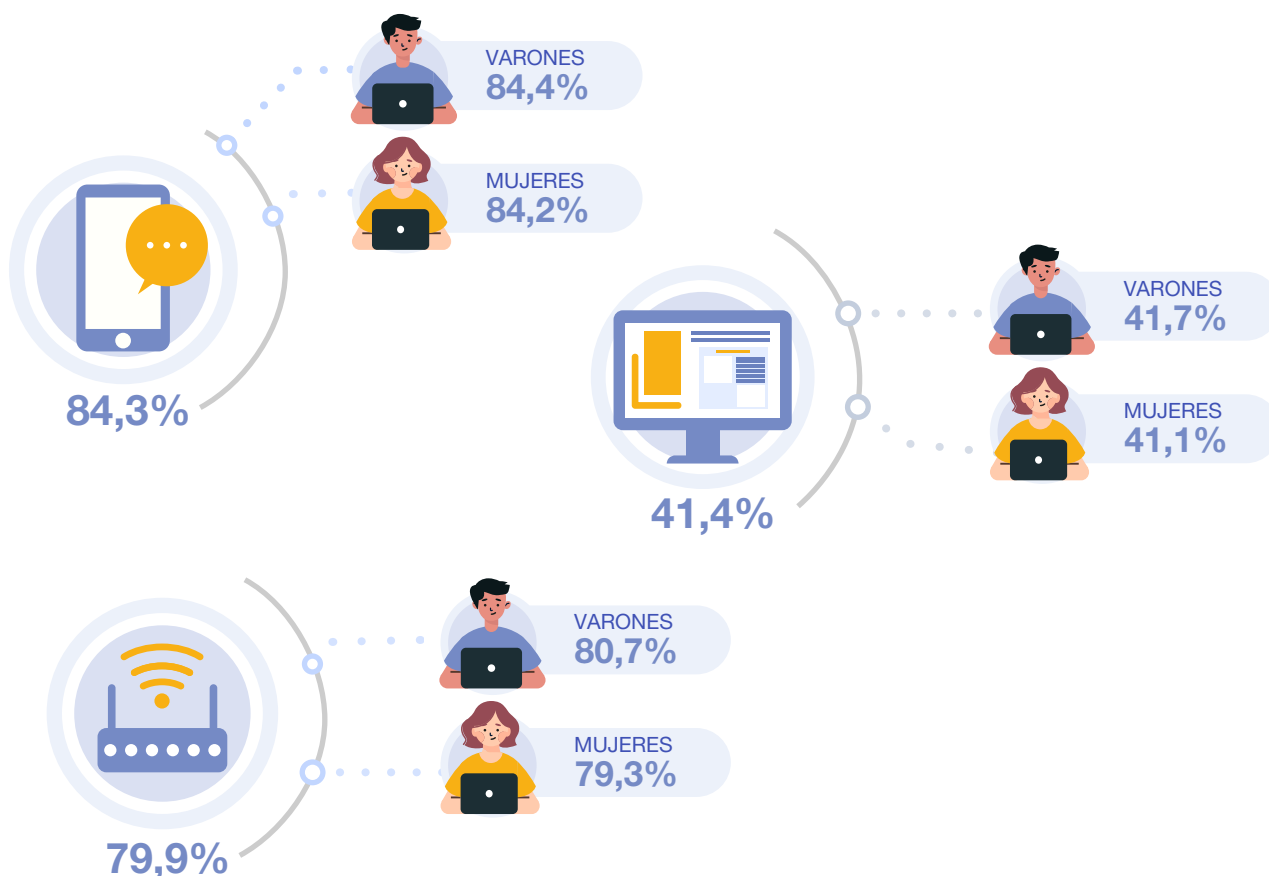 VARONES
84,4%
MUJERES
84,2%
84,3%
VARONES
41,7%
MUJERES
41,1%
41,4%
VARONES
80,7%
MUJERES
79,3%
79,9%